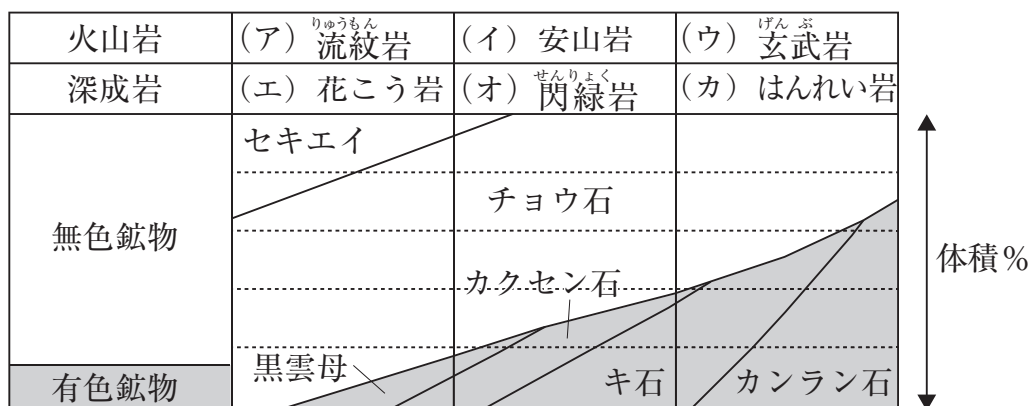 火山岩 （ア）流紋岩 （イ）安山岩 （ウ）玄武岩
りゅうもん げんぶ
深成岩 （エ）花こう岩 （オ）閃緑岩 （カ）はんれい岩
せんりょく
セキエイ
チョウ石
無色鉱物
体積％
カクセン石
黒雲母
キ石
カンラン石
有色鉱物